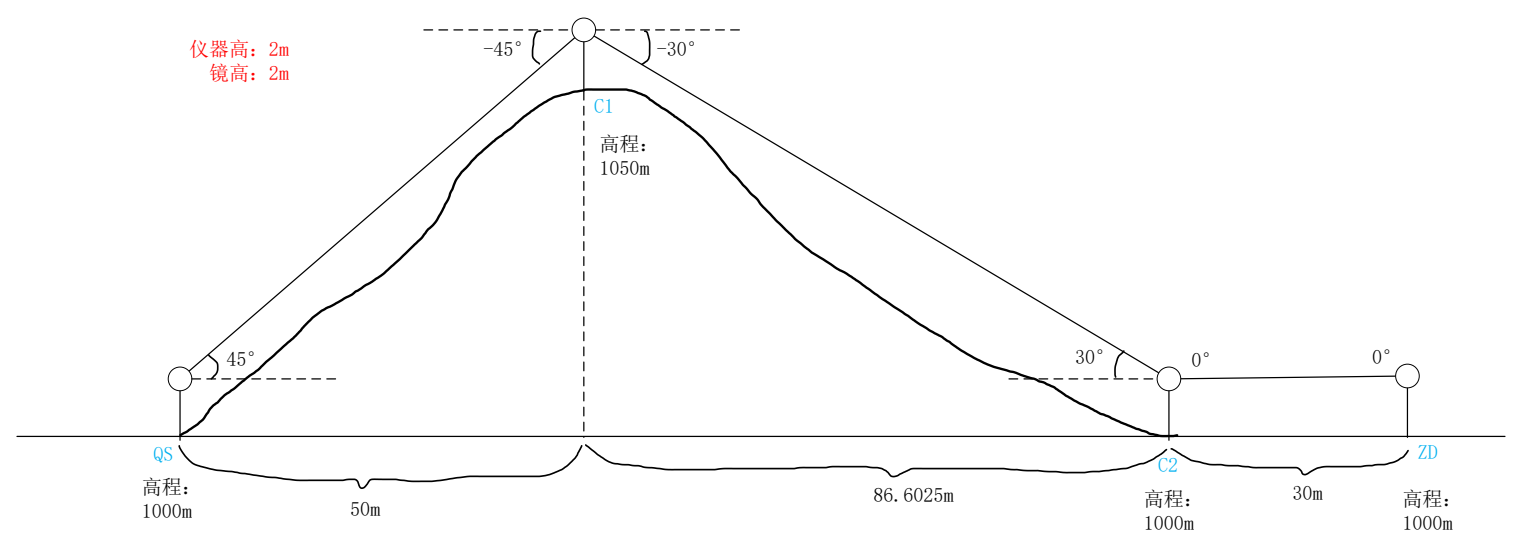 仪器高：2m
镜高：2m
-45°
-30°
C1
高程：
1050m
45°
30°
0°
0°
QS
高程：
1000m
50m
86.6025m
C2
高程：
1000m
30m
ZD
高程：
1000m